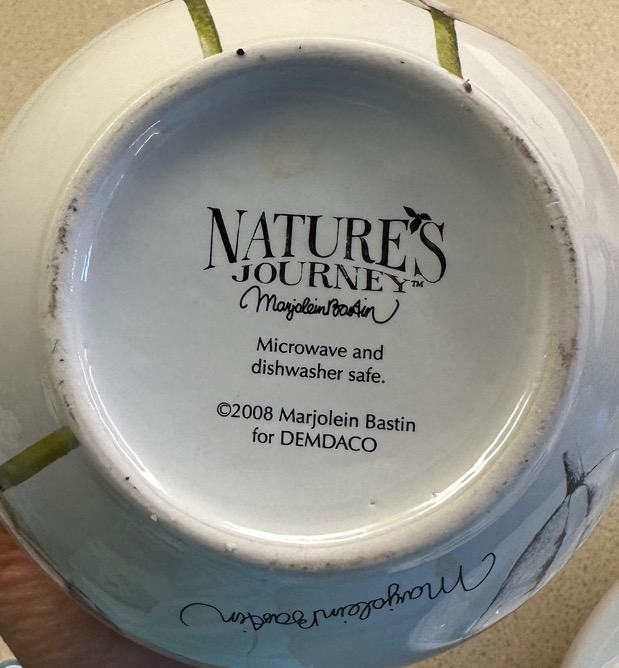 NATURE'S
JOURNEY™
Marjolein Bastin
Microwave and
dishwasher safe.
©2008 Marjolein Bastin
for DEMDACO
Marjolein Bastin